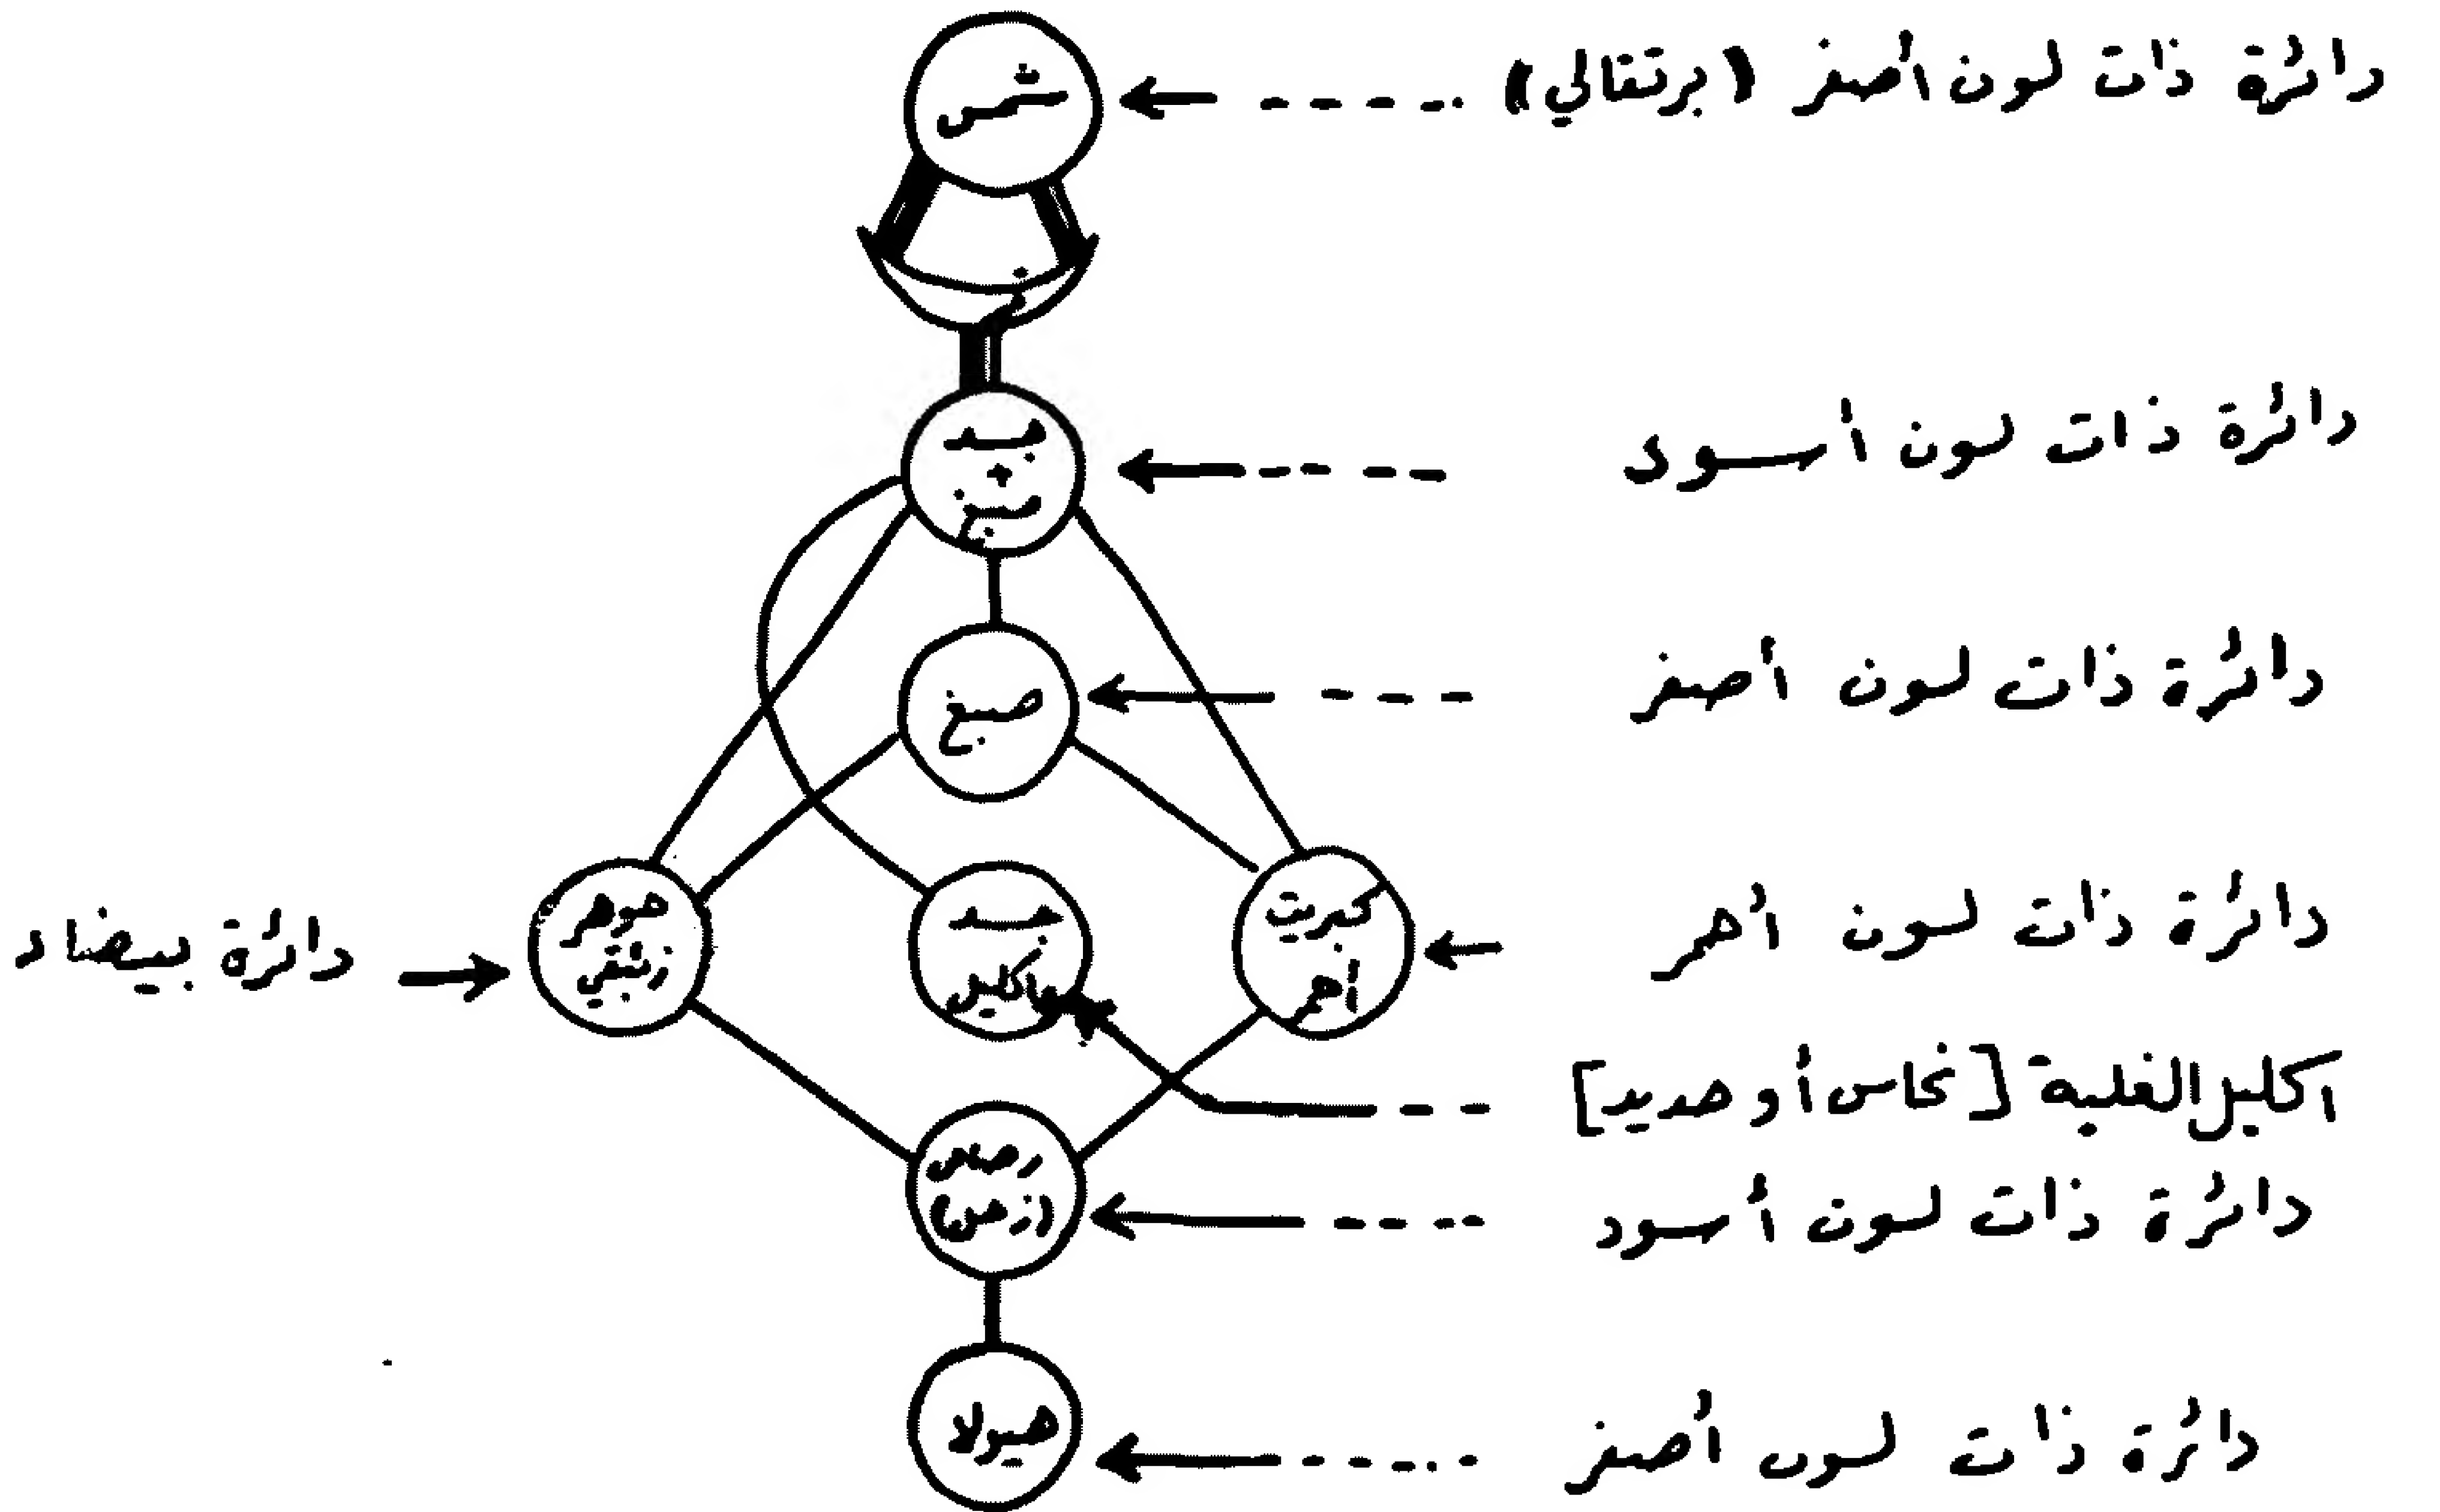 شمس
دائرة ذات لون أصفر (برتقالي)
جسد
+
دائرة ذات لون أسود
صبغ
دائرة ذات لون أصفر
دائرة بيضاء
جوهر
زئبقي
جسد
إكليل
كبريت
أحمر
دائرة ذات لون أحمر
اكليل الغلبة [نحاس أو حديد]
رصاص
(زحل)
دائرة ذات لون أسود
هيولا
دائرة ذات لون أصفر